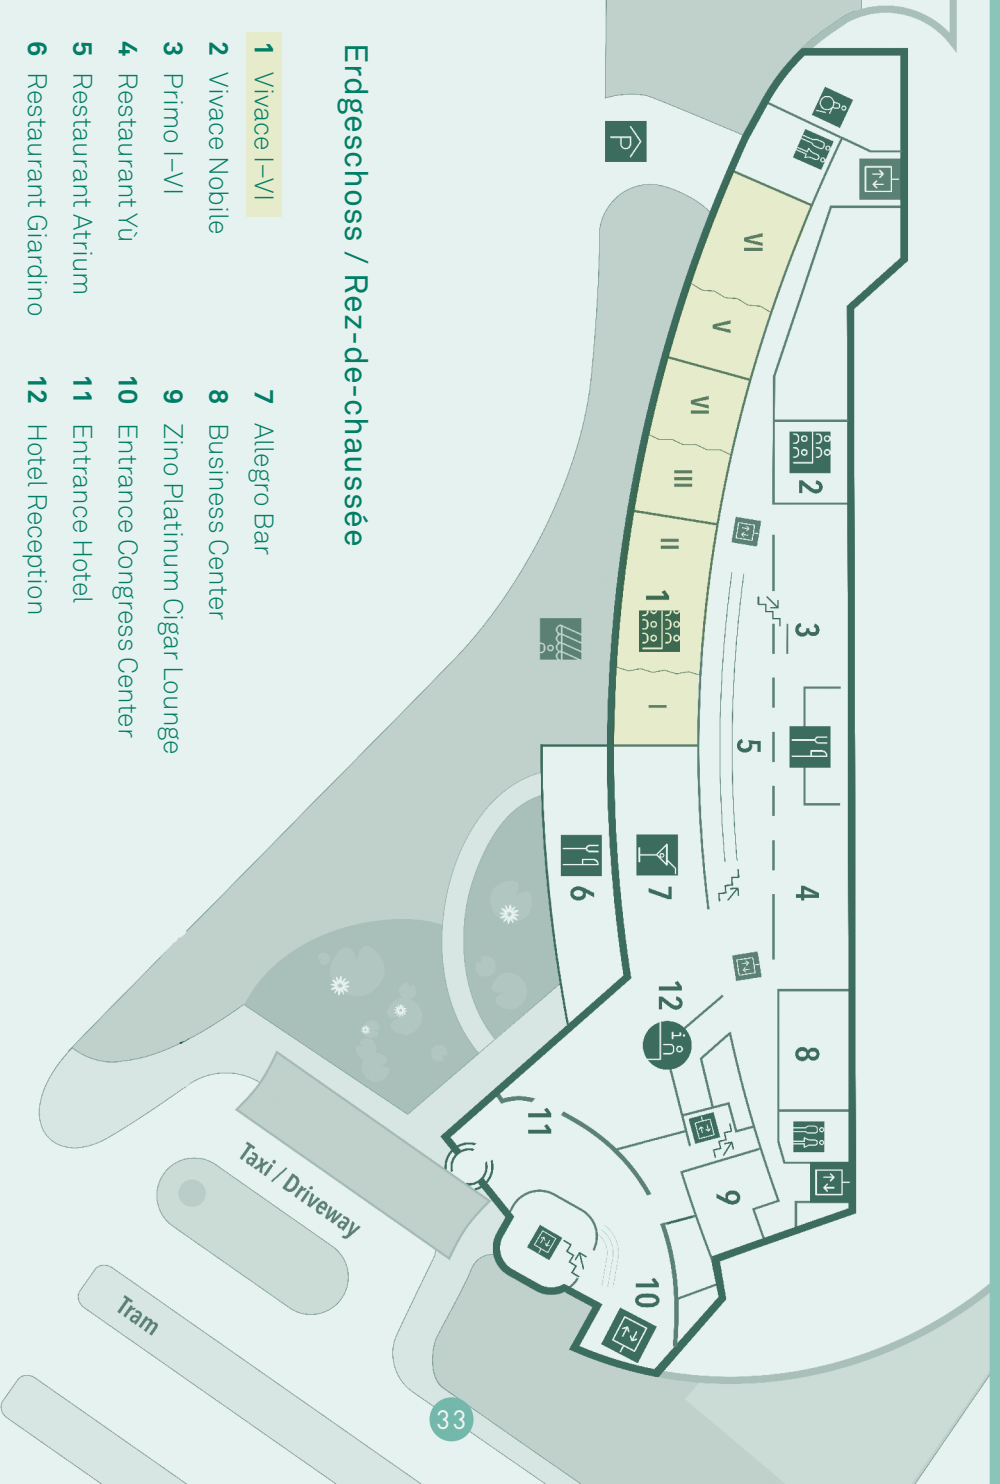 Erdgeschoss / Rez-de-chaussée
1 Vivace I–VI
2 Vivace Nobile
3 Primo I–VI
4 Restaurant Yù
5 Restaurant Atrium
6 Restaurant Giardino
7 Allegro Bar
8 Business Center
9 Zino Platinum Cigar Lounge
10 Entrance Congress Center
11 Entrance Hotel
12 Hotel Reception
P
VI
V
VI
III
II
1
I
2
3
5
4
6
7
12
i
8
11
9
10
Taxi / Driveway
Tram
33